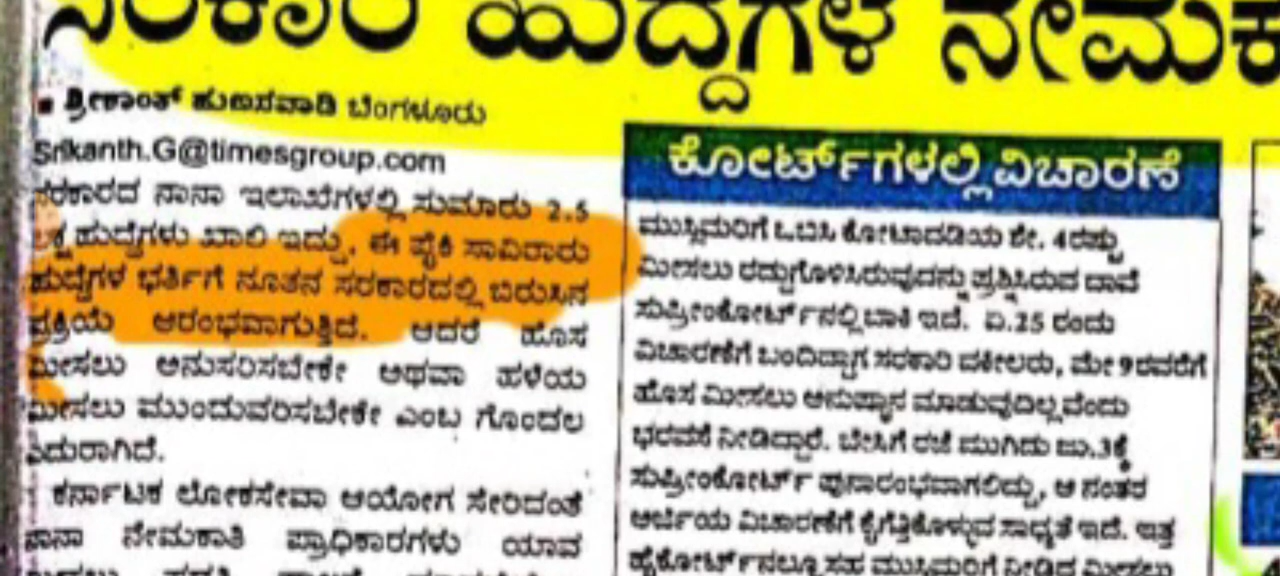 ಸರಕಾರಿ ಹುದ್ದೆಗಳ ನೇಮಕ
■ ಶ್ರೀಕಾಂತ್ ಹುಣಸವಾಡಿ ಬೆಂಗಳೂರು
Srikanth.G@timesgroup.com
ಸರಕಾರದ ನಾನಾ ಇಲಾಖೆಗಳಲ್ಲಿ ಸುಮಾರು 2.5
ಲಕ್ಷ ಹುದ್ದೆಗಳು ಖಾಲಿ ಇದ್ದು, ಈ ಪೈಕಿ ಸಾವಿರಾರು
ಹುದ್ದೆಗಳ ಭರ್ತಿಗೆ ನೂತನ ಸರಕಾರದಲ್ಲಿ ಬಿರುಸಿನ
ಪ್ರಕ್ರಿಯೆ ಆರಂಭವಾಗುತ್ತಿದೆ. ಆದರೆ ಹೊಸ
ಮೀಸಲು ಅನುಸರಿಸಬೇಕೇ ಅಥವಾ ಹಳೆಯ
ಮೀಸಲು ಮುಂದುವರಿಸಬೇಕೇ ಎಂಬ ಗೊಂದಲ
ಎದುರಾಗಿದೆ.
ಕರ್ನಾಟಕ ಲೋಕಸೇವಾ ಆಯೋಗ ಸೇರಿದಂತೆ
ನಾನಾ ನೇಮಕಾತಿ ಪ್ರಾಧಿಕಾರಗಳು ಯಾವ
ಕೋರ್ಟ್‌ಗಳಲ್ಲಿ ವಿಚಾರಣೆ
ಮುಸ್ಲಿಮರಿಗೆ ಒಬಿಸಿ ಕೋಟಾದಡಿಯ ಶೇ. 4ರಷ್ಟು
ಮೀಸಲು ರದ್ದುಗೊಳಿಸಿರುವುದನ್ನು ಪ್ರಶ್ನಿಸಿರುವ ದಾವೆ
ಸುಪ್ರೀಂಕೋರ್ಟ್‌ನಲ್ಲಿ ಬಾಕಿ ಇದೆ. ಏ.25 ರಂದು
ವಿಚಾರಣೆಗೆ ಬಂದಿದ್ದಾಗ ಸರಕಾರಿ ವಕೀಲರು, ಮೇ 9ರವರೆಗೆ
ಹೊಸ ಮೀಸಲು ಅನುಷ್ಠಾನ ಮಾಡುವುದಿಲ್ಲವೆಂದು
ಭರವಸೆ ನೀಡಿದ್ದಾರೆ. ಬೇಸಿಗೆ ರಜೆ ಮುಗಿದು ಜು.3ಕ್ಕೆ
ಸುಪ್ರೀಂಕೋರ್ಟ್ ಪುನಾರಂಭವಾಗಲಿದ್ದು, ಆ ನಂತರ
ಅರ್ಜಿಯ ವಿಚಾರಣೆಗೆ ಕೈಗೆತ್ತಿಕೊಳ್ಳುವ ಸಾಧ್ಯತೆ ಇದೆ. ಇತ್ತ
ಹೈಕೋರ್ಟ್‌ನಲ್ಲೂ ಸಹ ಮುಸ್ಲಿಮರಿಗೆ ನೀಡಿದ ಮೀಸಲು